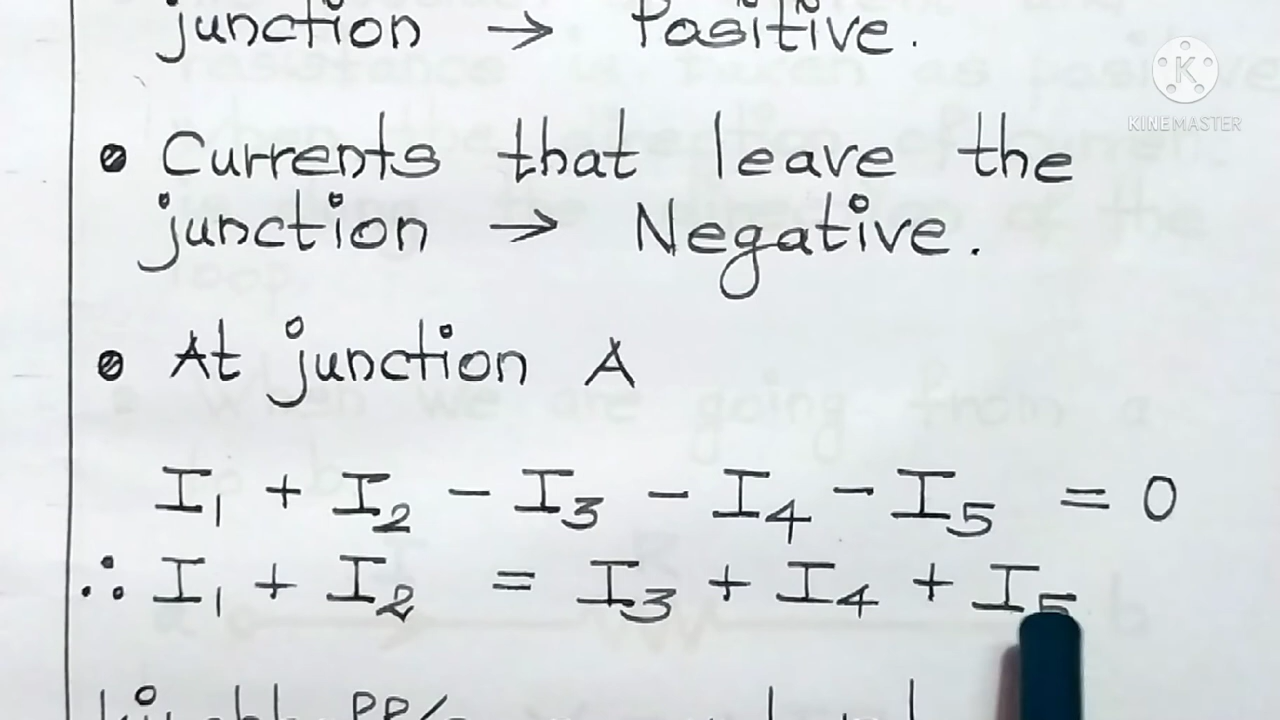 junction → Positive.
K
KINEMASTER
Currents that leave the
junction → Negative.
At junction A
I₁ + I₂ - I₃ - I₄ - I₅ = 0
∴ I₁ + I₂ = I₃ + I₄ + I₅